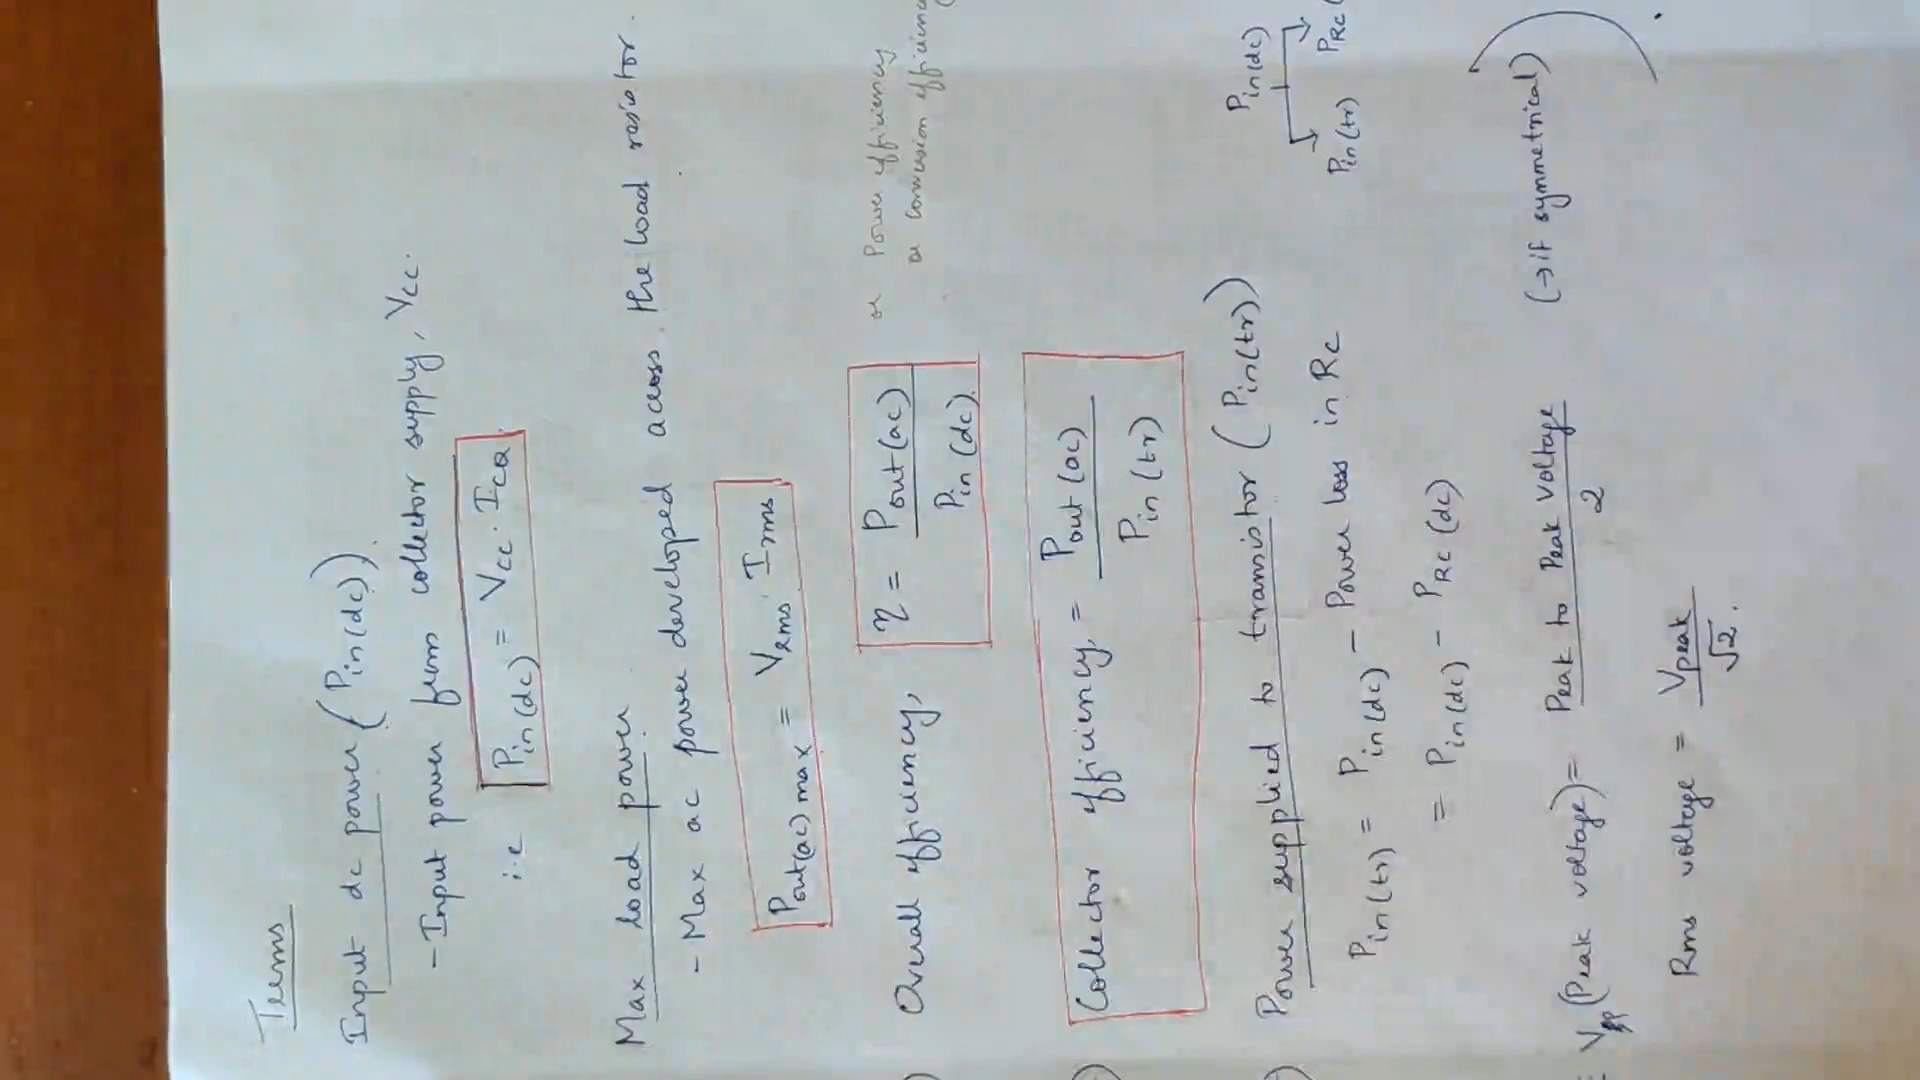 Terms
Input dc power (Pin(dc)).
- Input power from collector supply, VCC.
i.e Pin(dc) = VCC . ICQ.
Max load power
- Max ac power developed across the load resistor.
Pout(ac) max = Vrms . Irms
Overall efficiency, η = Pout(ac) / Pin(dc).
or Power efficiency
or conversion efficiency
Collector efficiency, = Pout(ac) / Pin(tr)
Power supplied to transistor (Pin(tr))
Pin(tr) = Pin(dc) - Power loss in RC
= Pin(dc) - PRC(dc)
Pin(dc)
Pin(tr) PRC(
(Peak voltage) = Peak to Peak voltage / 2 (→if symmetrical)
Rms voltage = Vpeak / √2.